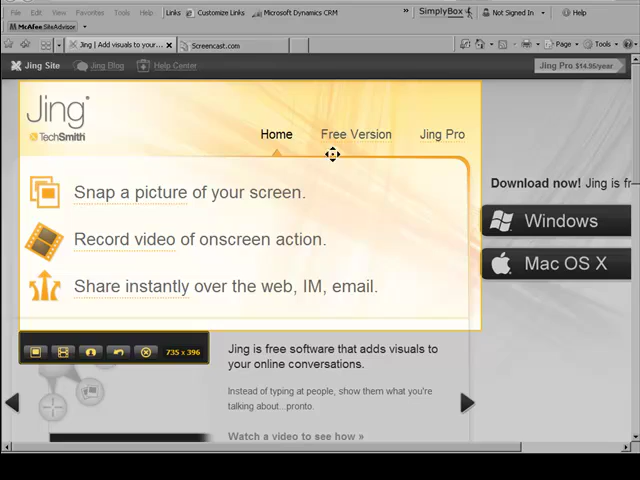 File Edit View Favorites Tools Help Links Customize Links Microsoft Dynamics CRM » SimplyBox Not Signed In Help
McAfee SiteAdvisor
Jing | Add visuals to your... Screencast.com Page Tools
Jing Site Jing Blog Help Center Jing Pro $14.95/year
Jing
TechSmith
Home Free Version Jing Pro
Snap a picture of your screen.
Record video of onscreen action.
Share instantly over the web, IM, email.
Download now! Jing is fr
Windows
Mac OS X
735 x 396
Jing is free software that adds visuals to
your online conversations.
Instead of typing at people, show them what you're
talking about...pronto.
Watch a video to see how »